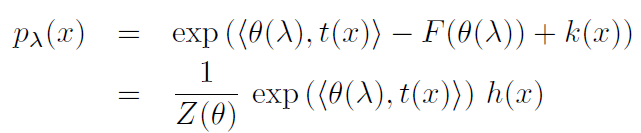 p_λ(x) = exp (⟨θ(λ), t(x)⟩ − F(θ(λ)) + k(x))
= 1/Z(θ) exp (⟨θ(λ), t(x)⟩) h(x)